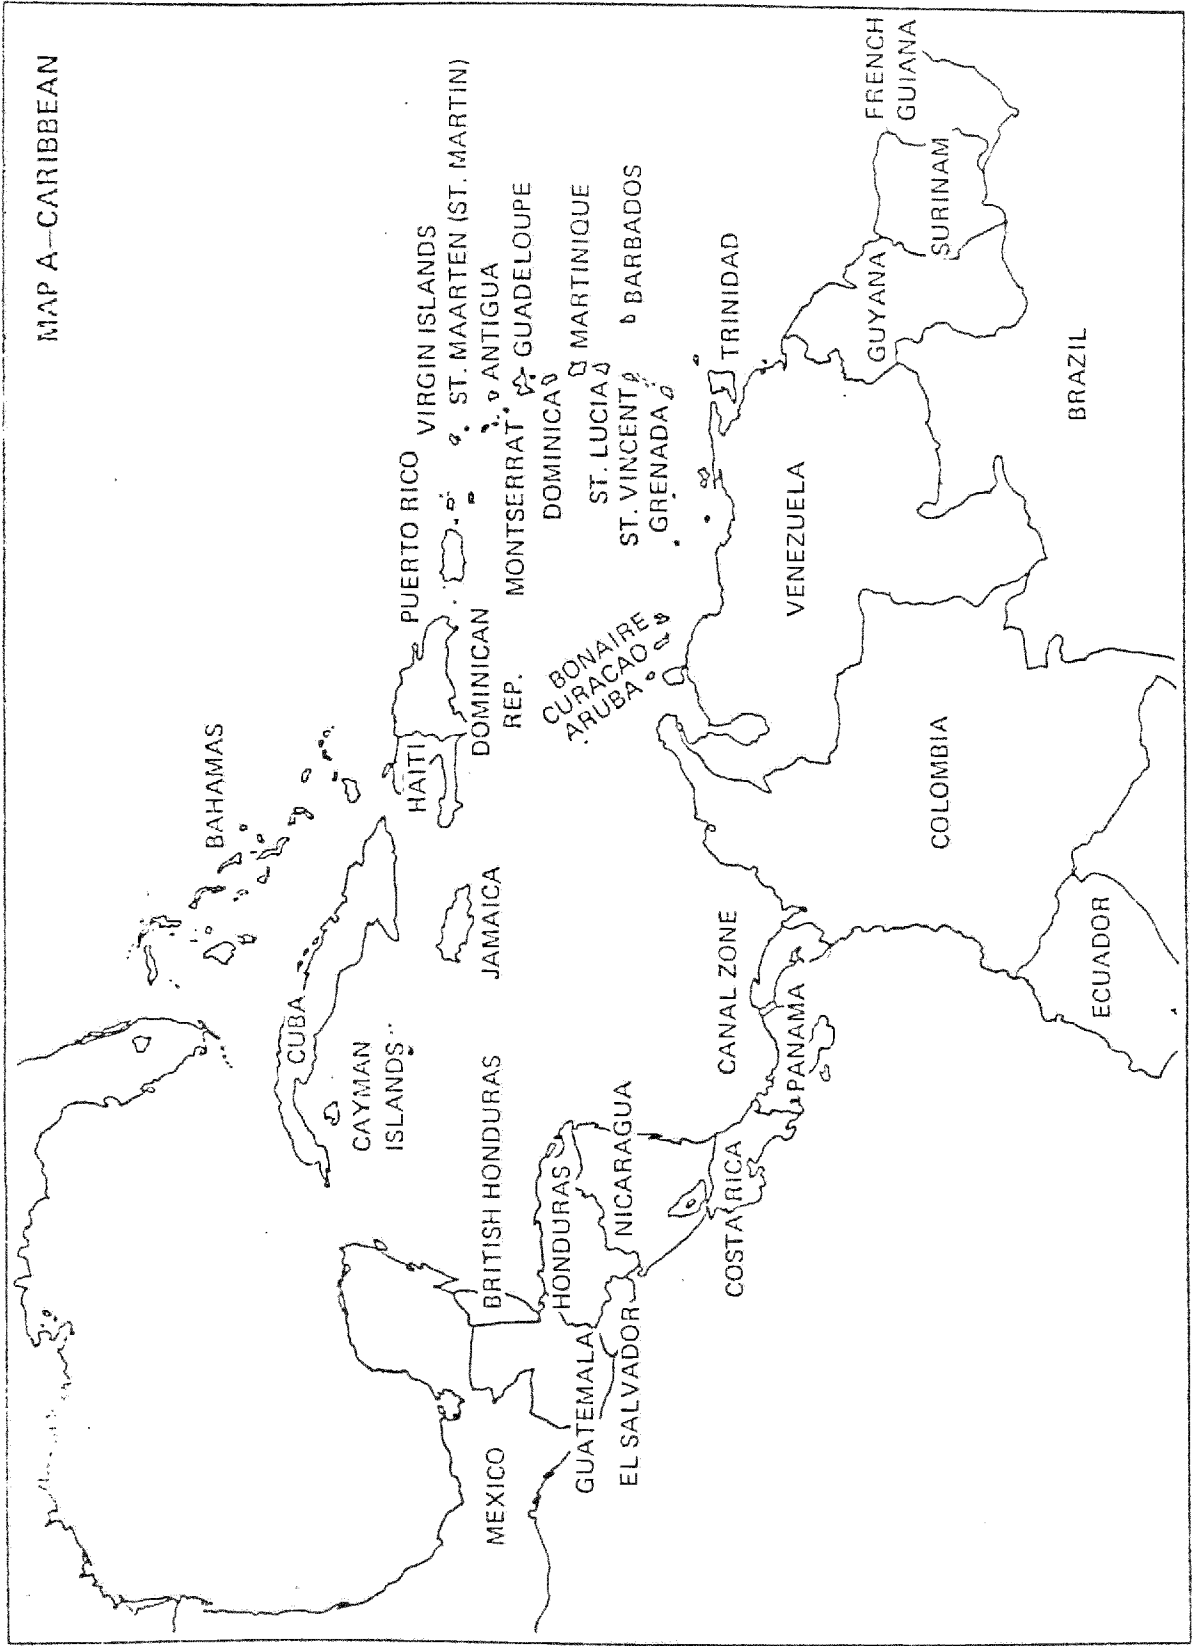 MAP A–CARIBBEAN
BAHAMAS
CUBA
CAYMAN
ISLANDS
JAMAICA
HAITI
DOMINICAN
REP.
PUERTO RICO
VIRGIN ISLANDS
ST. MAARTEN (ST. MARTIN)
ANTIGUA
GUADELOUPE
MONTSERRAT
DOMINICA
MARTINIQUE
ST. LUCIA
ST. VINCENT
BARBADOS
GRENADA
TRINIDAD
BONAIRE
CURACAO
ARUBA
MEXICO
BRITISH HONDURAS
GUATEMALA
HONDURAS
EL SALVADOR
NICARAGUA
COSTA RICA
CANAL ZONE
PANAMA
COLOMBIA
VENEZUELA
GUYANA
SURINAM
FRENCH
GUIANA
ECUADOR
BRAZIL